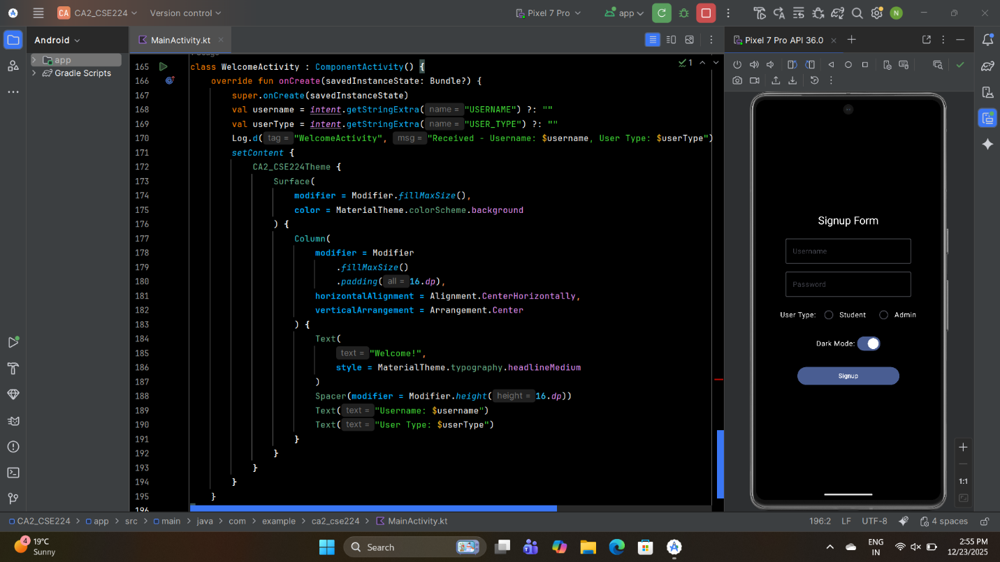 CA CA2_CSE224 Version control Pixel 7 Pro app N
Android MainActivity.kt Pixel 7 Pro API 36.0
app
Gradle Scripts
1
165 class WelcomeActivity : ComponentActivity() {
166 override fun onCreate(savedInstanceState: Bundle?) {
167 super.onCreate(savedInstanceState)
168 val username = intent.getStringExtra( name = "USERNAME") ?: ""
169 val userType = intent.getStringExtra( name = "USER_TYPE") ?: ""
170 Log.d( tag = "WelcomeActivity", msg = "Received - Username: $username, User Type: $userType")
171 setContent {
172 CA2_CSE224Theme {
173 Surface(
174 modifier = Modifier.fillMaxSize(),
175 color = MaterialTheme.colorScheme.background
176 ) {
177 Column(
178 modifier = Modifier
179 .fillMaxSize()
180 .padding( all = 16.dp),
181 horizontalAlignment = Alignment.CenterHorizontally,
182 verticalArrangement = Arrangement.Center
183 ) {
184 Text(
185 text = "Welcome!",
186 style = MaterialTheme.typography.headlineMedium
187 )
188 Spacer(modifier = Modifier.height( height = 16.dp))
189 Text( text = "Username: $username")
190 Text( text = "User Type: $userType")
191 }
192 }
193 }
194 }
195 }
196
Signup Form
Username
Password
User Type: Student Admin
Dark Mode:
Signup
1:1
CA2_CSE224 > app > src > main > java > com > example > ca2_cse224 > MainActivity.kt 196:2 LF UTF-8 4 spaces
4
19°C
Sunny
Search
ENG
IN
2:55 PM
12/23/2025